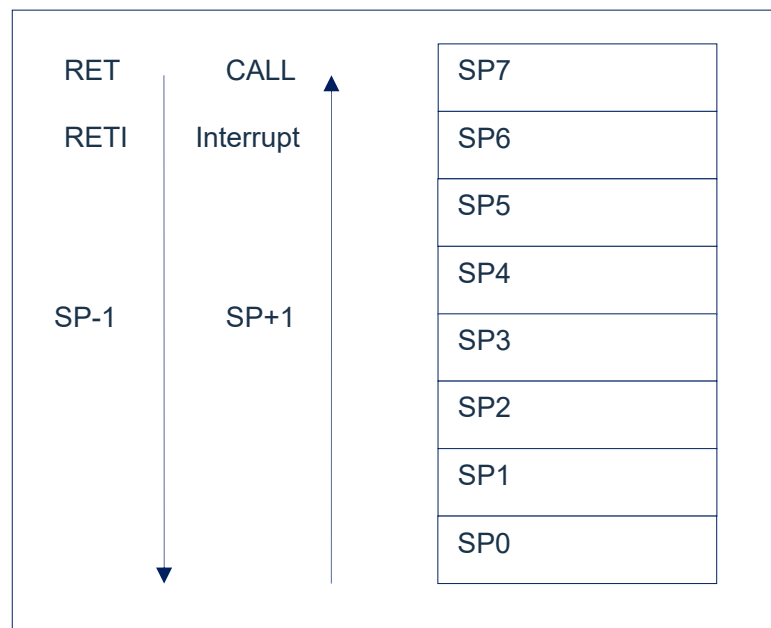 RET CALL SP7
RETI Interrupt SP6
SP5
SP4
SP-1 SP+1
SP3
SP2
SP1
SP0